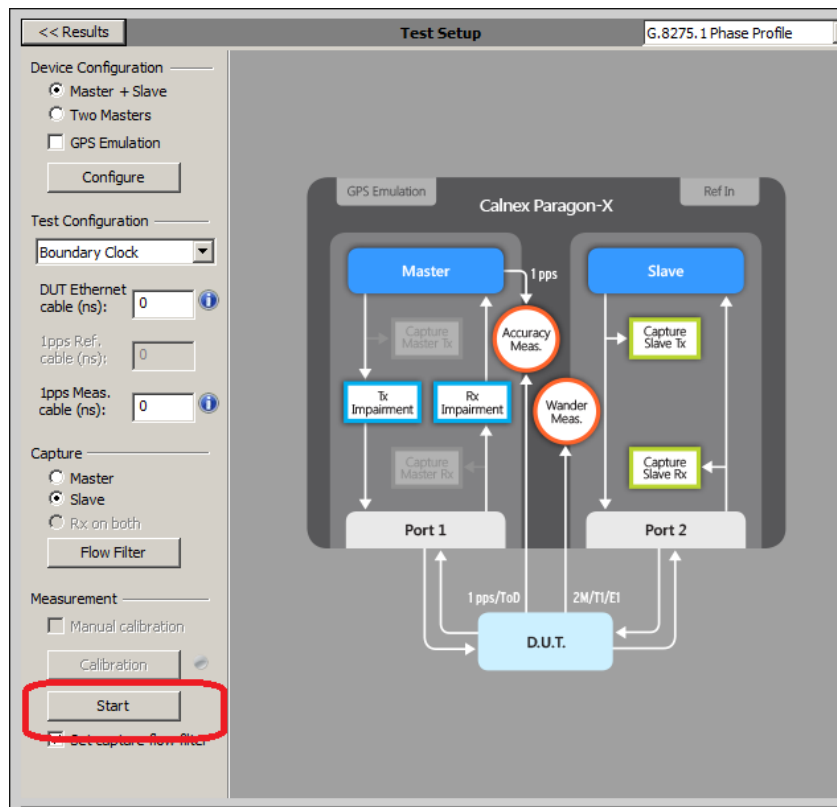 << Results
Test Setup
G.8275.1 Phase Profile
Device Configuration
Master + Slave
Two Masters
GPS Emulation
Configure
Test Configuration
Boundary Clock
DUT Ethernet
cable (ns):
0
1pps Ref.
cable (ns):
0
1pps Meas.
cable (ns):
0
Capture
Master
Slave
Rx on both
Flow Filter
Measurement
Manual calibration
Calibration
Start
Set capture flow filter
GPS Emulation
Ref In
Calnex Paragon-X
Master
1 pps
Slave
Capture
Master Tx
Accuracy
Meas.
Capture
Slave Tx
Tx
Impairment
Rx
Impairment
Wander
Meas.
Capture
Master Rx
Capture
Slave Rx
Port 1
Port 2
1 pps/ToD
2M/T1/E1
D.U.T.